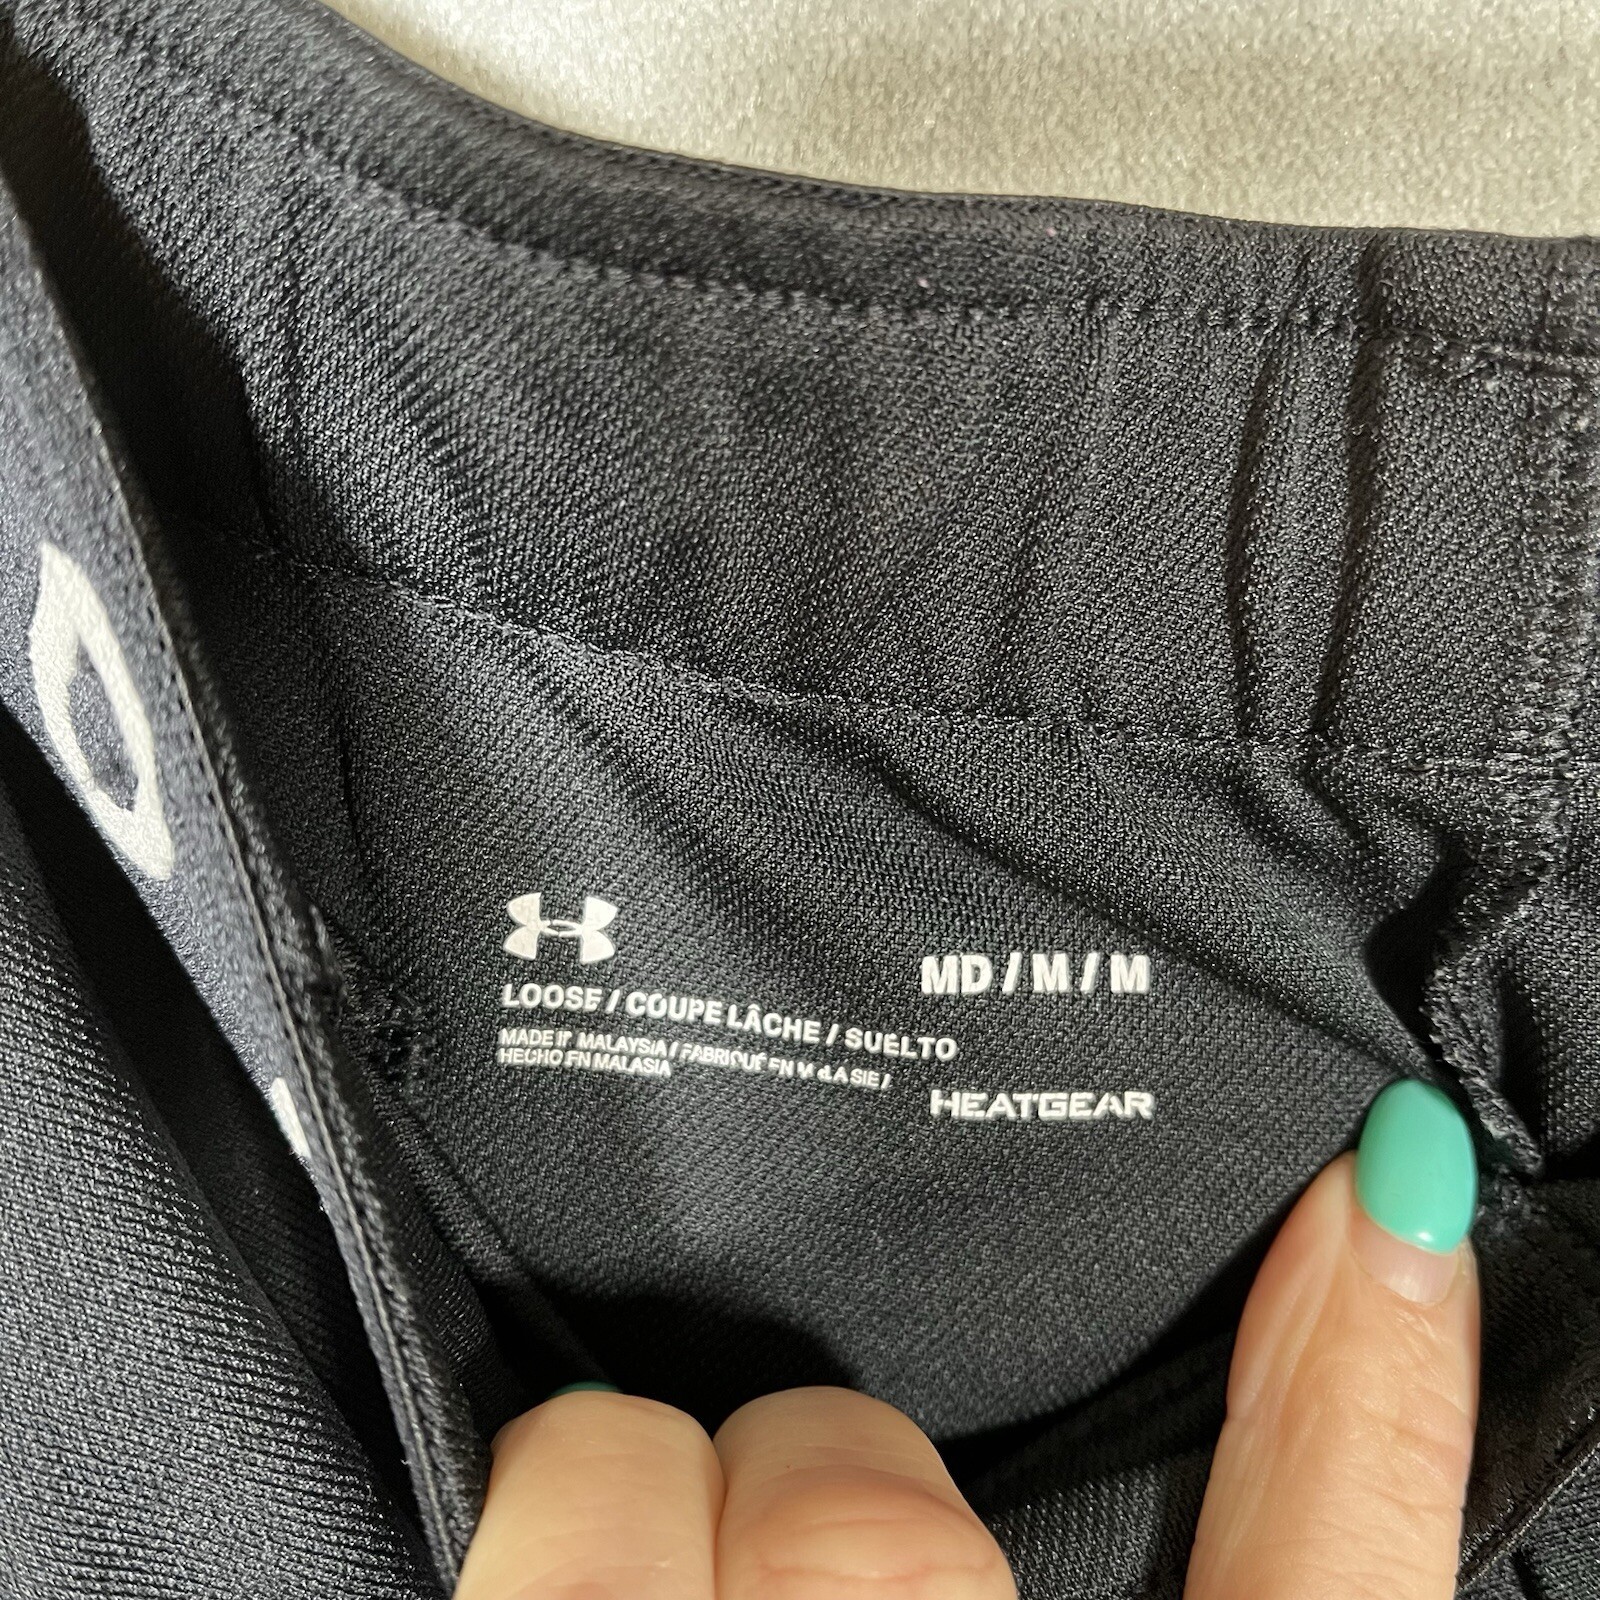 MD / M / M
LOOSE / COUPE LÂCHE / SUELTO
MADE IN MALAYSIA / FABRIQUÉ EN MALAISIE /
HECHO EN MALASIA
HEATGEAR